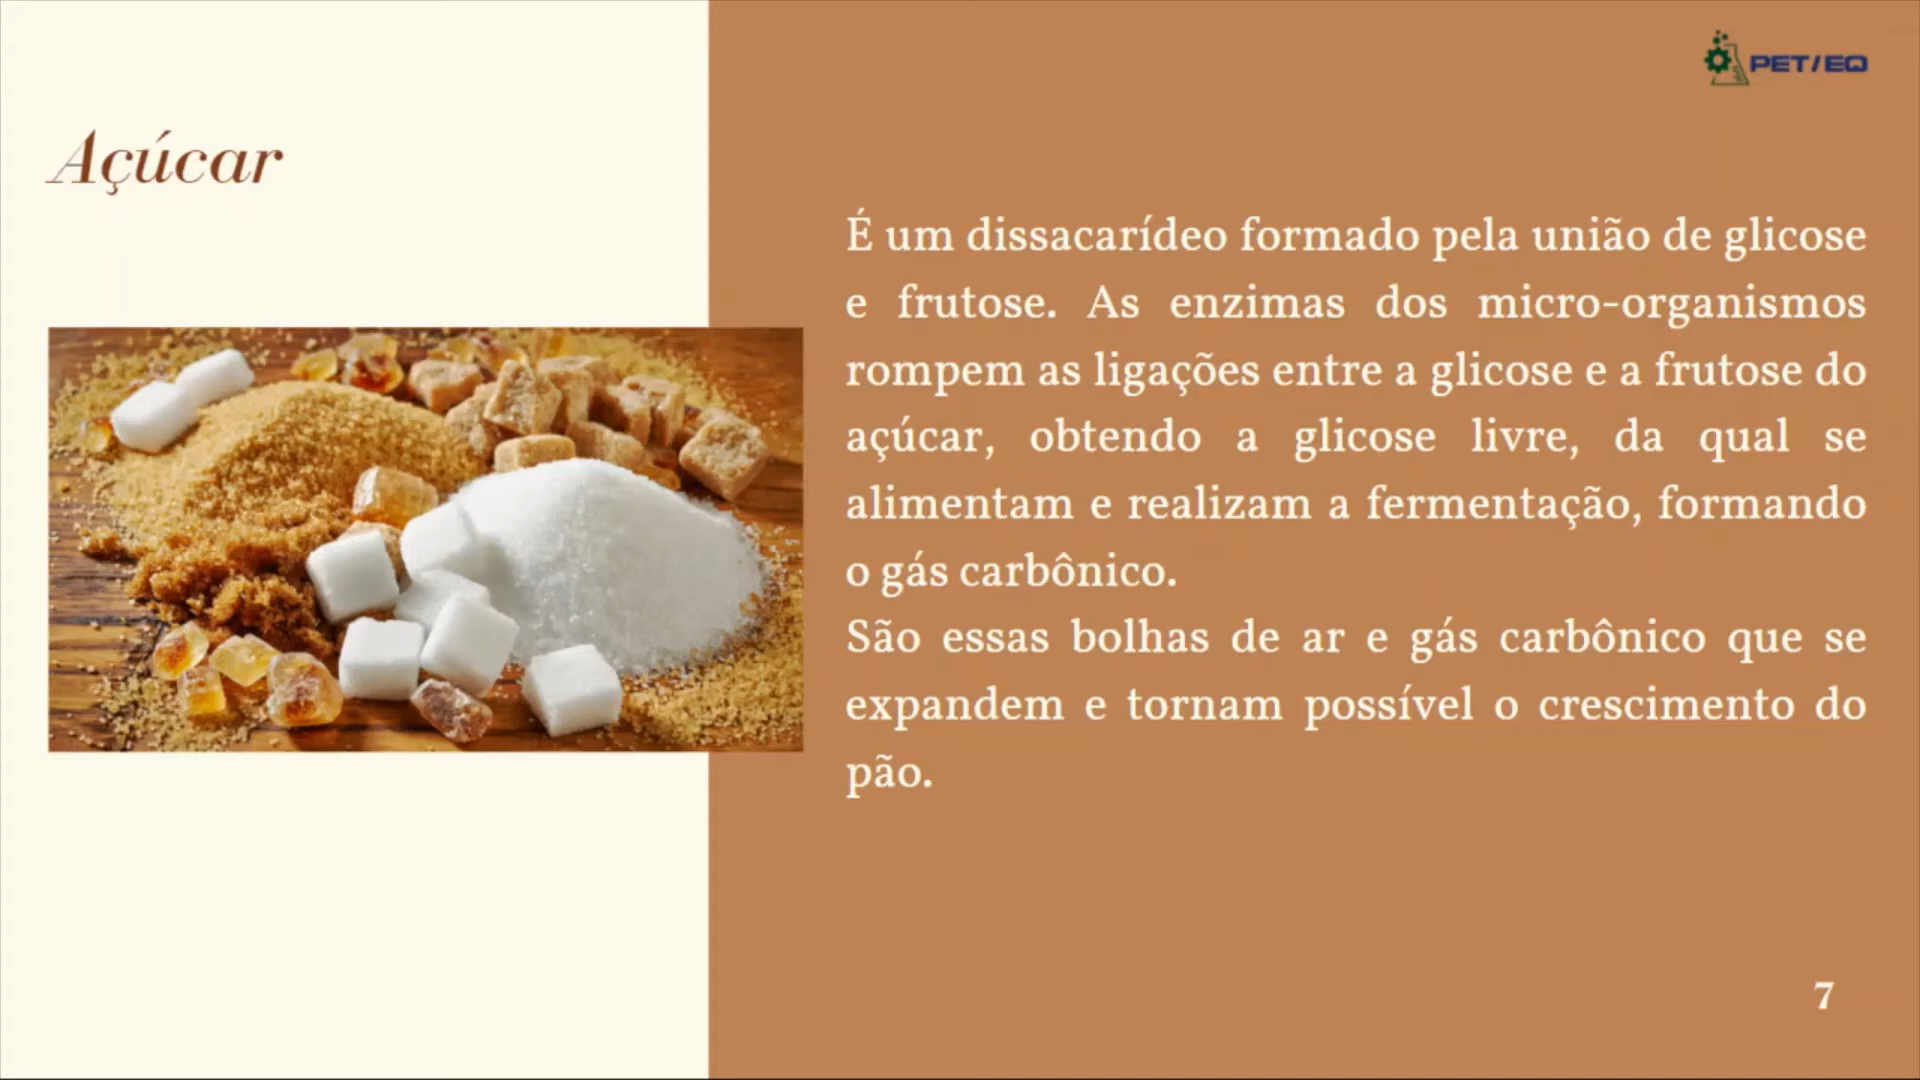 PET/EQ
Açúcar
É um dissacarídeo formado pela união de glicose
e frutose. As enzimas dos micro-organismos
rompem as ligações entre a glicose e a frutose do
açúcar, obtendo a glicose livre, da qual se
alimentam e realizam a fermentação, formando
o gás carbônico.
São essas bolhas de ar e gás carbônico que se
expandem e tornam possível o crescimento do
pão.
7